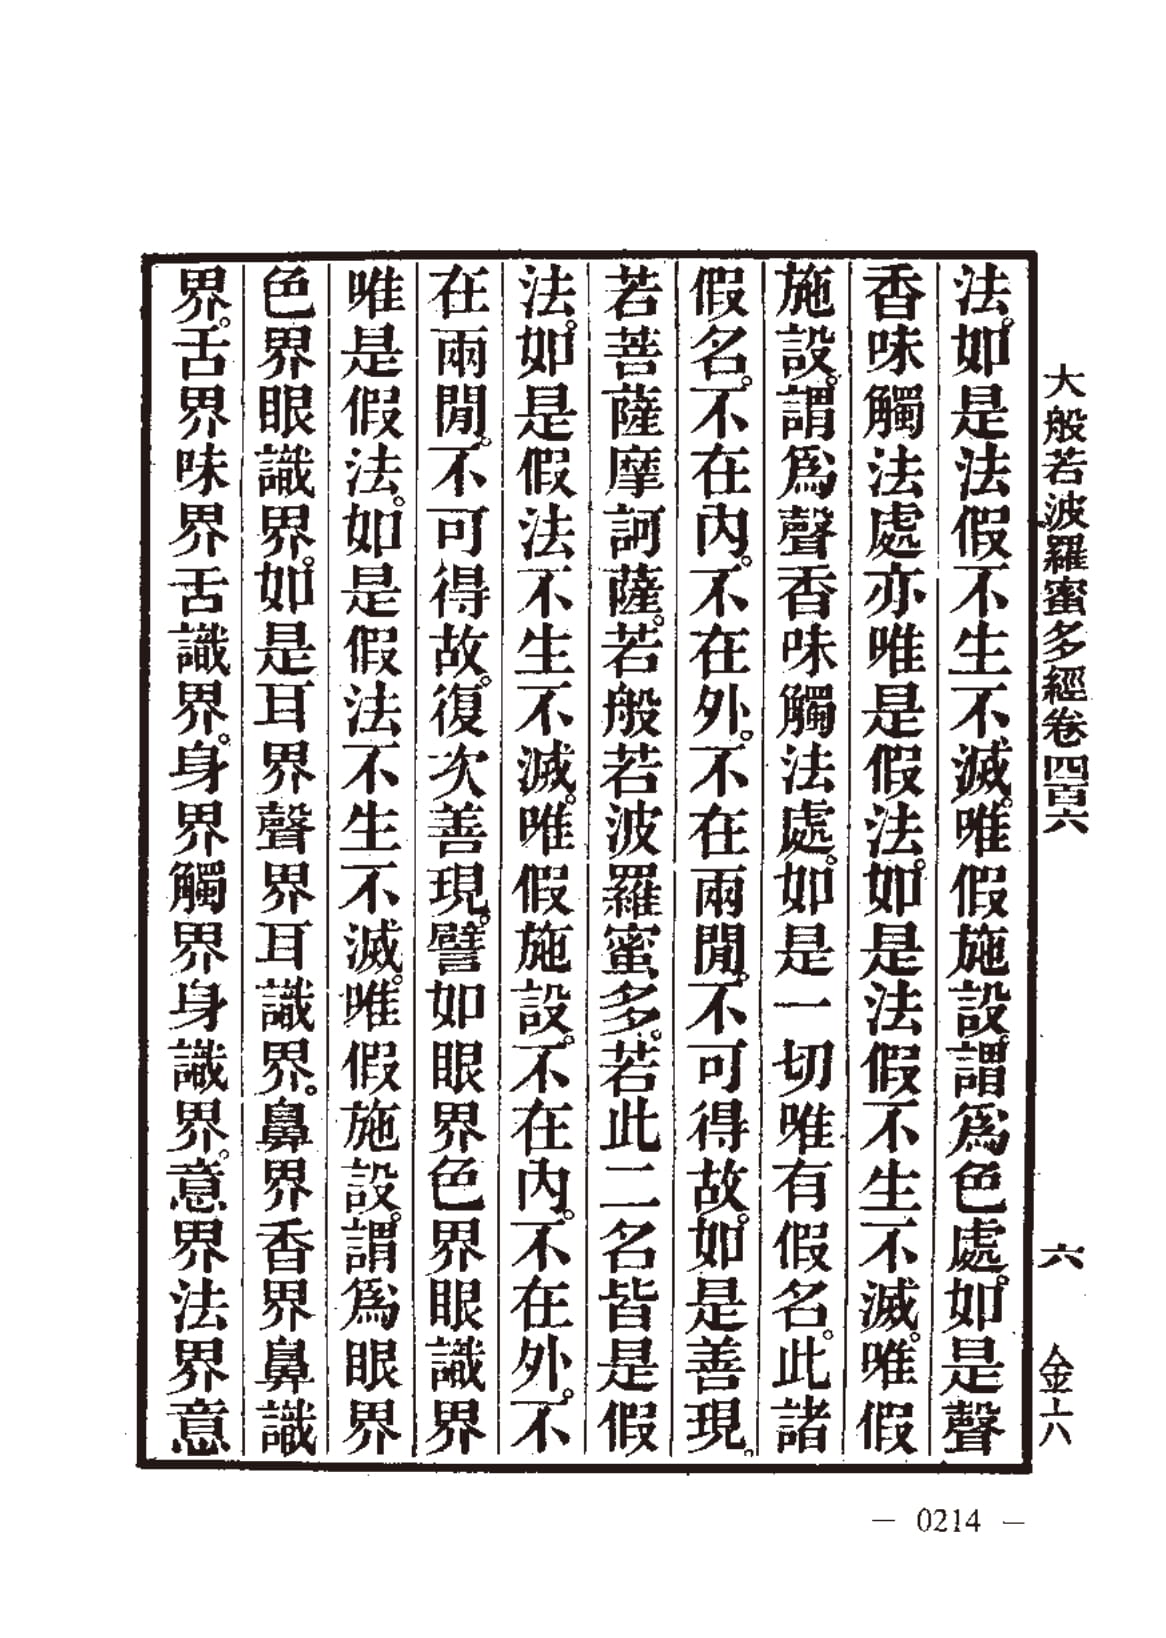 大般若波羅蜜多經卷四百六　六　金六
法。如是法假不生不滅。唯假施設。謂爲色處。如是聲
香味觸法處亦唯是假法。如是法假不生不滅。唯假
施設。謂爲聲香味觸法處。如是一切唯有假名。此諸
假名。不在內。不在外。不在兩閒。不可得故。如是善現。
若菩薩摩訶薩。若般若波羅蜜多。若此二名皆是假
法。如是假法不生不滅。唯假施設。不在內。不在外。不
在兩閒。不可得故。復次善現。譬如眼界色界眼識界
唯是假法。如是假法不生不滅。唯假施設。謂爲眼界
色界眼識界。如是耳界聲界耳識界。鼻界香界鼻識
界。舌界味界舌識界。身界觸界身識界。意界法界意
— 0214 —